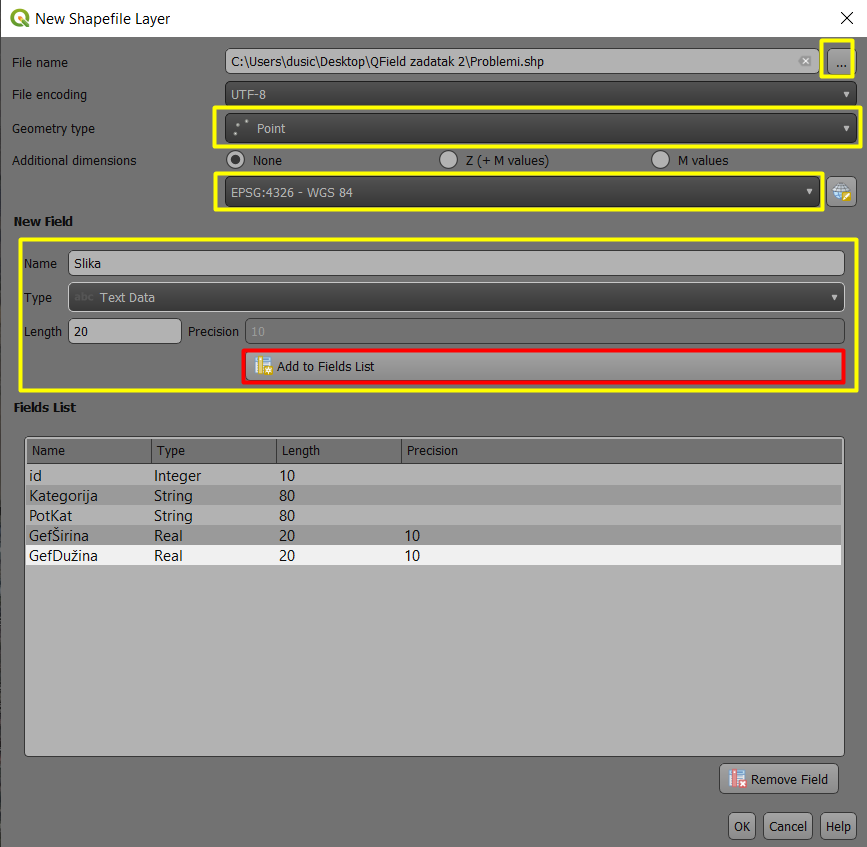 New Shapefile Layer
File name C:\Users\dusic\Desktop\QField zadatak 2\Problemi.shp ...
File encoding UTF-8
Geometry type Point
Additional dimensions None Z (+ M values) M values
EPSG:4326 - WGS 84
New Field
Name Slika
Type abc Text Data
Length 20 Precision 10
Add to Fields List
Fields List
Name Type Length Precision
id Integer 10
Kategorija String 80
PotKat String 80
GefŠirina Real 20 10
GefDužina Real 20 10
Remove Field
OK Cancel Help